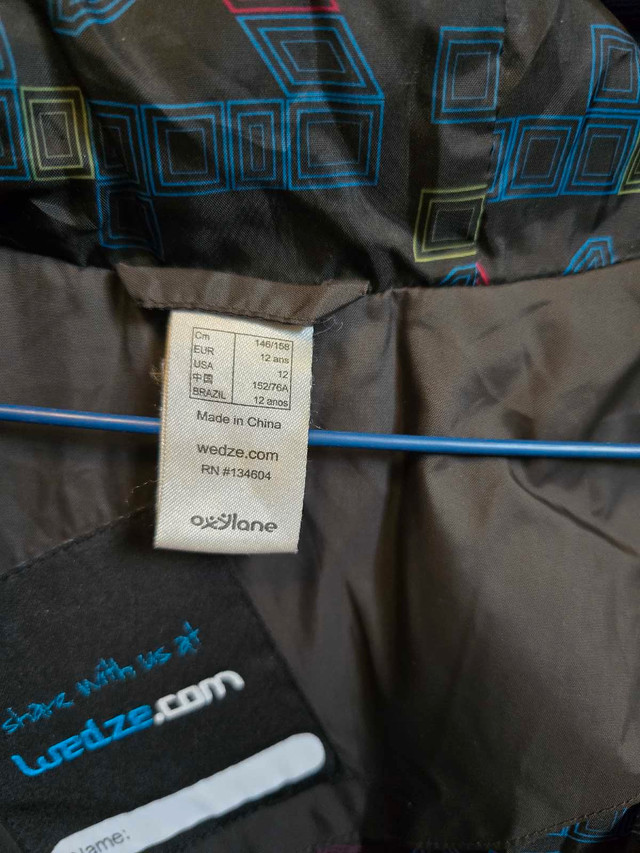 Cm 146/158
EUR 12 ans
USA 12
中国 152/76A
BRAZIL 12 anos
Made in China
wedze.com
RN #134604
oxylane
share with us at
wedze.com
Name: